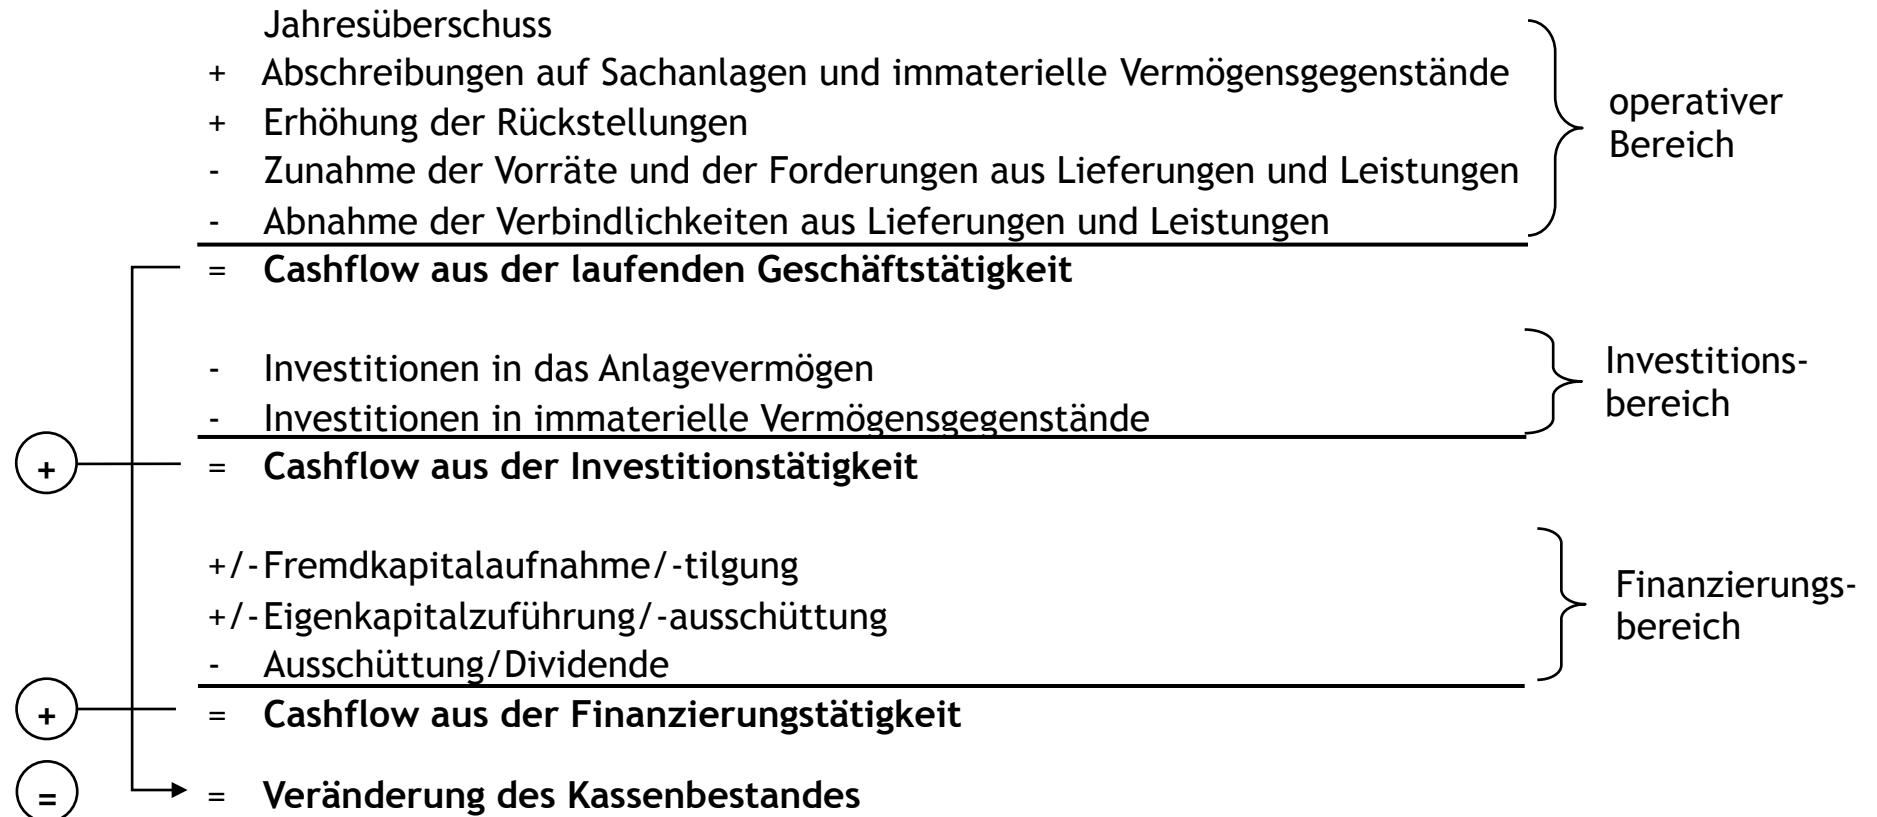 Jahresüberschuss
+ Abschreibungen auf Sachanlagen und immaterielle Vermögensgegenstände
+ Erhöhung der Rückstellungen
- Zunahme der Vorräte und der Forderungen aus Lieferungen und Leistungen
- Abnahme der Verbindlichkeiten aus Lieferungen und Leistungen
operativer
Bereich
= Cashflow aus der laufenden Geschäftstätigkeit
- Investitionen in das Anlagevermögen
- Investitionen in immaterielle Vermögensgegenstände
Investitions-
bereich
+ = Cashflow aus der Investitionstätigkeit
+/-Fremdkapitalaufnahme/-tilgung
+/-Eigenkapitalzuführung/-ausschüttung
- Ausschüttung/Dividende
Finanzierungs-
bereich
+ = Cashflow aus der Finanzierungstätigkeit
= = Veränderung des Kassenbestandes